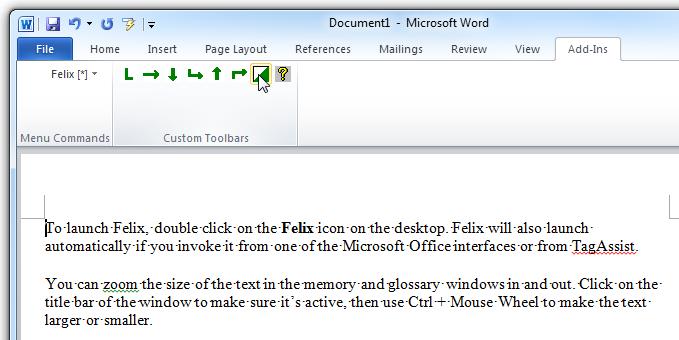 Document1 - Microsoft Word
File Home Insert Page Layout References Mailings Review View Add-Ins
Felix [*]
Menu Commands Custom Toolbars
To launch Felix, double click on the Felix icon on the desktop. Felix will also launch
automatically if you invoke it from one of the Microsoft Office interfaces or from TagAssist.
You can zoom the size of the text in the memory and glossary windows in and out. Click on the
title bar of the window to make sure it’s active, then use Ctrl + Mouse Wheel to make the text
larger or smaller.